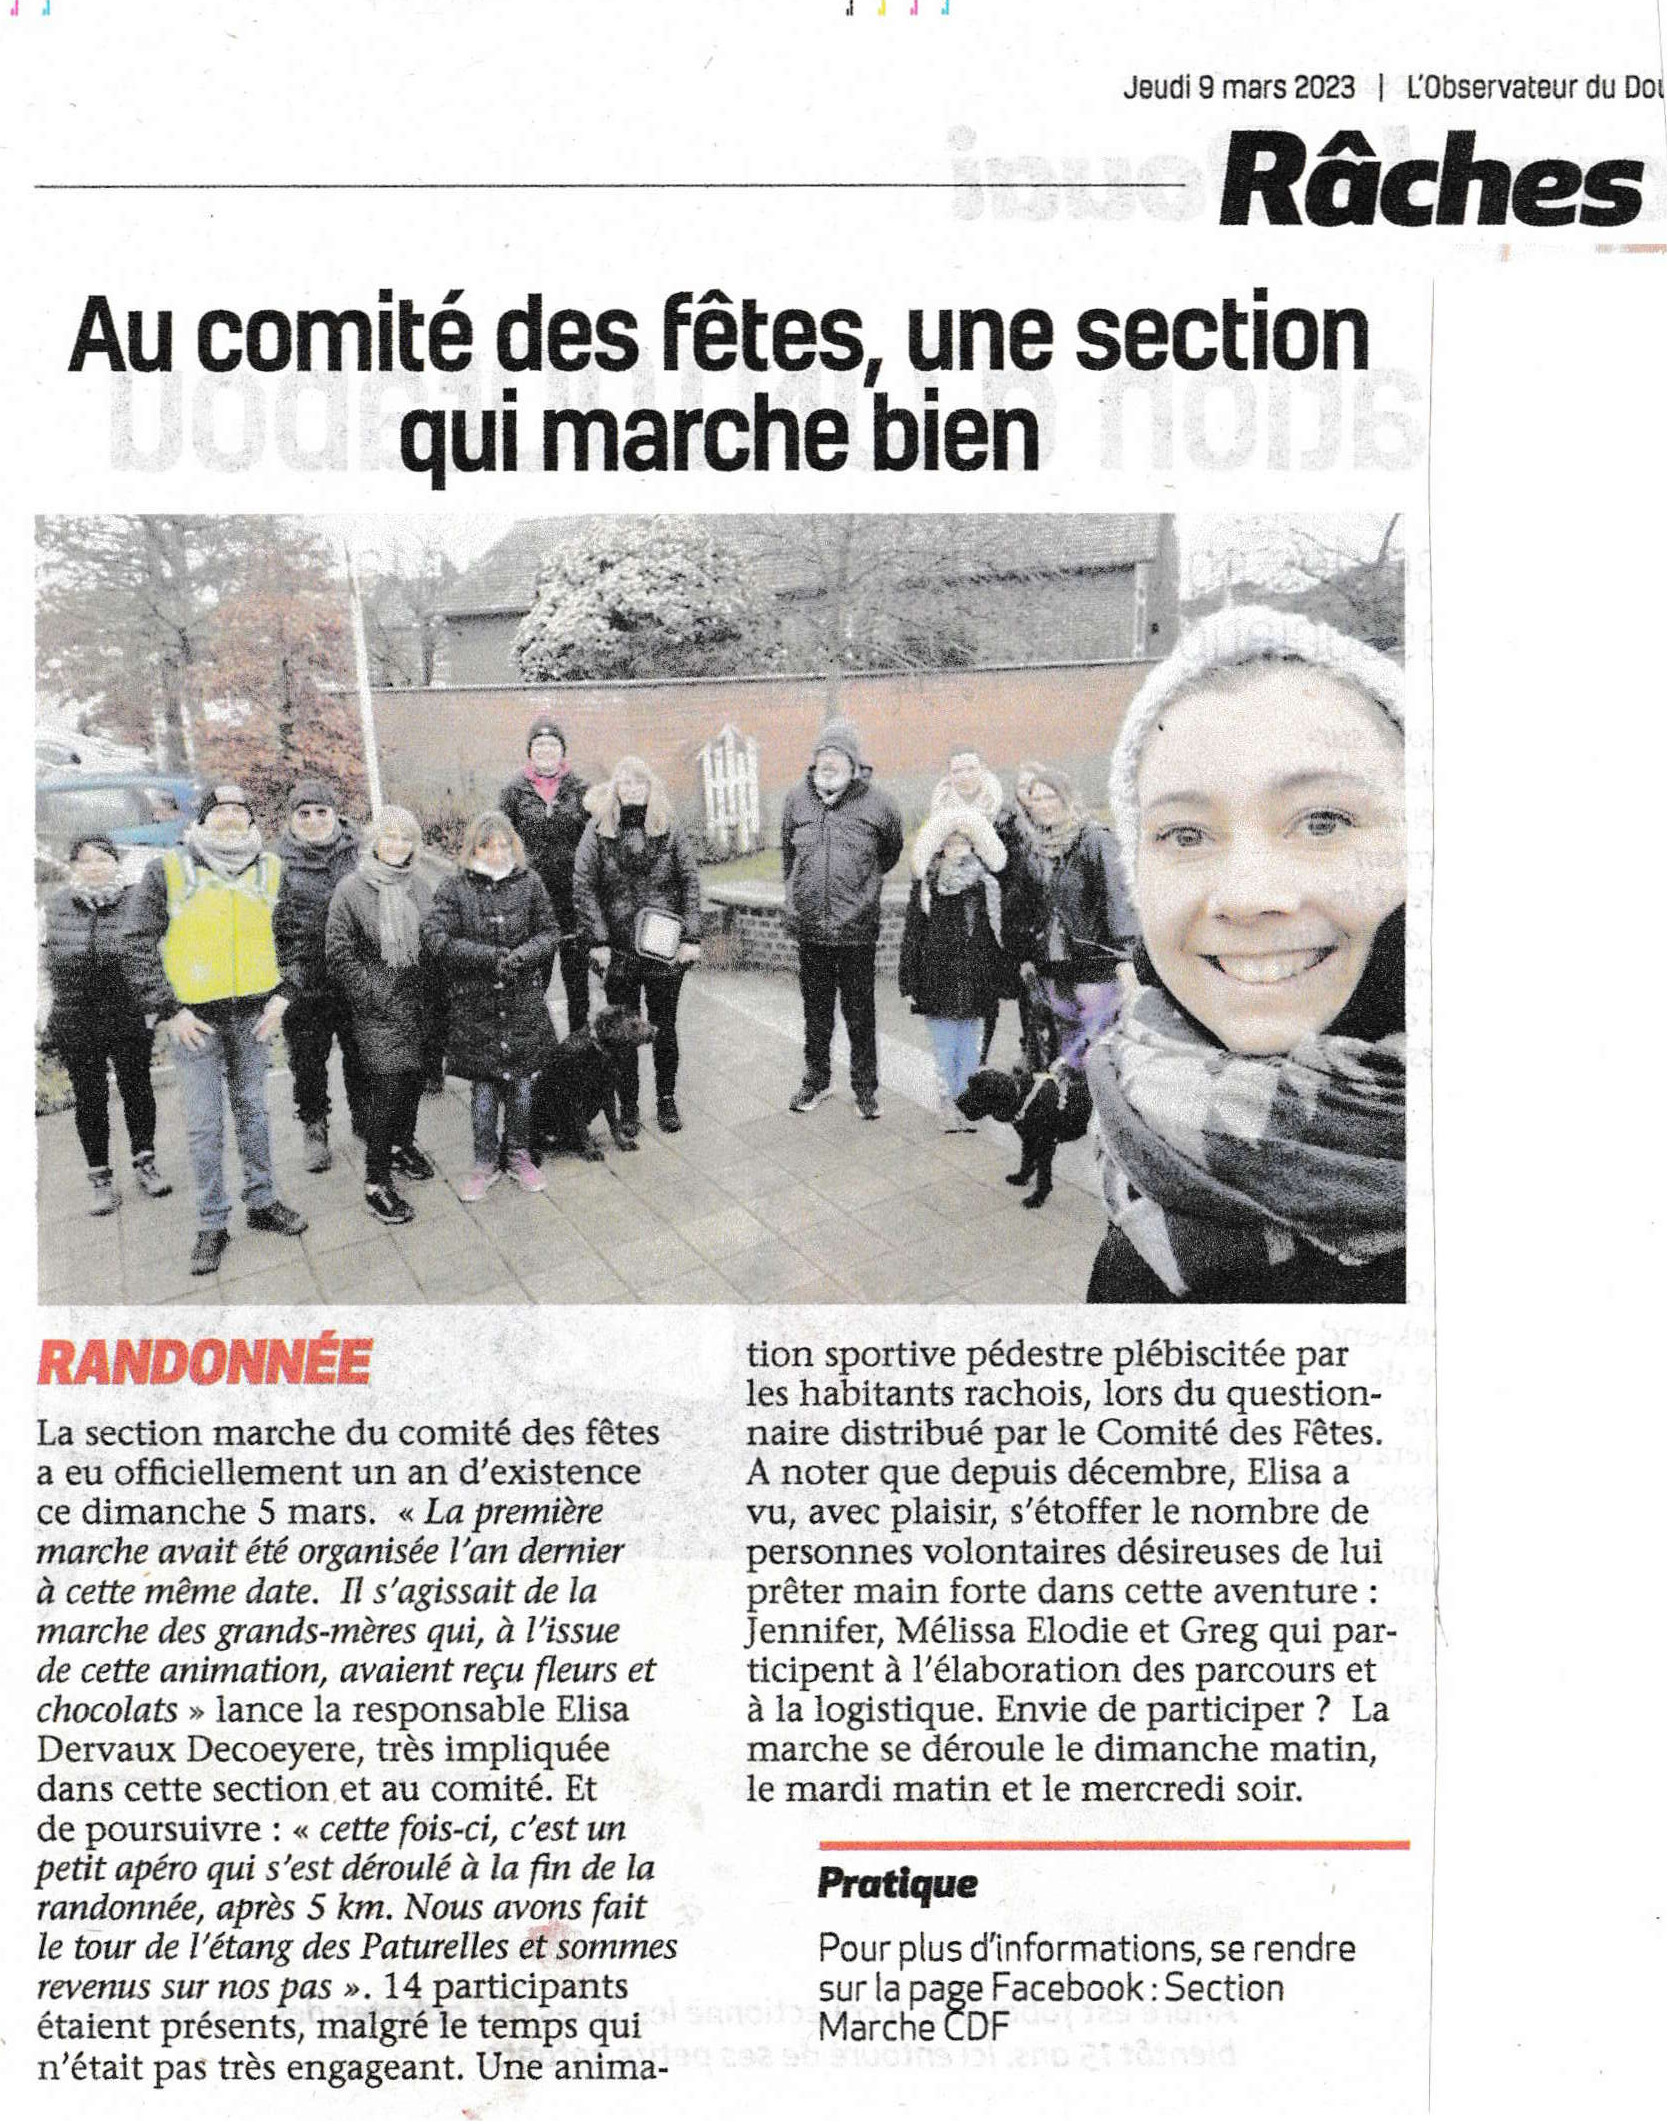 Jeudi 9 mars 2023 | L'Observateur du
Râches
Au comité des fêtes, une section
qui marche bien
RANDONNÉE
La section marche du comité des fêtes
a eu officiellement un an d'existence
ce dimanche 5 mars. « La première
marche avait été organisée l'an dernier
à cette même date. Il s'agissait de la
marche des grands-mères qui, à l'issue
de cette animation, avaient reçu fleurs et
chocolats » lance la responsable Elisa
Dervaux Decoeyere, très impliquée
dans cette section et au comité. Et
de poursuivre : « cette fois-ci, c'est un
petit apéro qui s'est déroulé à la fin de la
randonnée, après 5 km. Nous avons fait
le tour de l'étang des Paturelles et sommes
revenus sur nos pas ». 14 participants
étaient présents, malgré le temps qui
n'était pas très engageant. Une anima-
tion sportive pédestre plébiscitée par
les habitants rachois, lors du question-
naire distribué par le Comité des Fêtes.
A noter que depuis décembre, Elisa a
vu, avec plaisir, s'étoffer le nombre de
personnes volontaires désireuses de lui
prêter main forte dans cette aventure :
Jennifer, Mélissa Elodie et Greg qui par-
ticipent à l'élaboration des parcours et
à la logistique. Envie de participer ? La
marche se déroule le dimanche matin,
le mardi matin et le mercredi soir.
Pratique
Pour plus d'informations, se rendre
sur la page Facebook : Section
Marche CDF